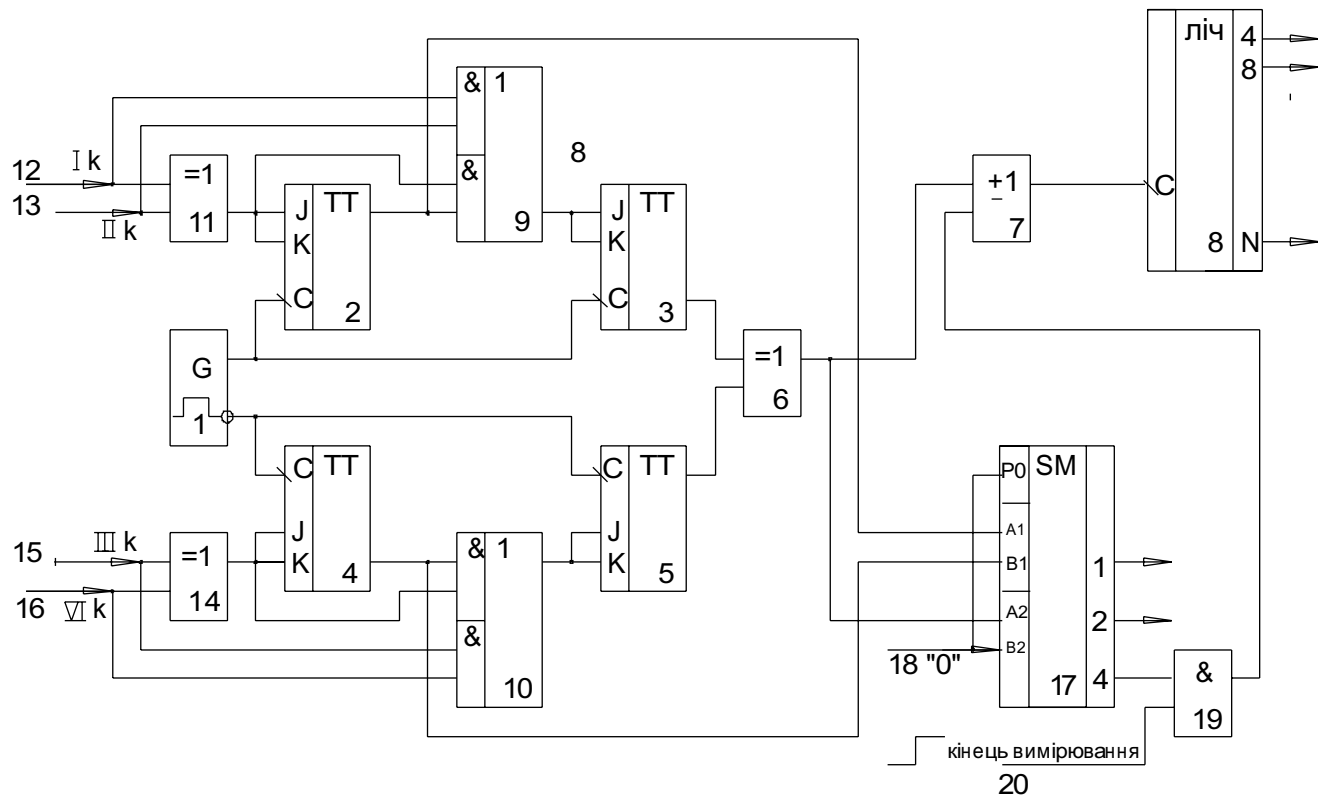 ліч
4
8
C
8 N
& 1
&
8
9
12 I k
13
II k
=1
11
J TT
K
C
2
J TT
K
C
3
+1
–
7
G
1
=1
6
C TT
J
K
4
C TT
J
K
5
15 III k
16 VI k
=1
14
& 1
&
10
P0 SM
A1
B1 1
A2 2
B2
17 4
18 "0"
&
19
кінець вимірювання
20